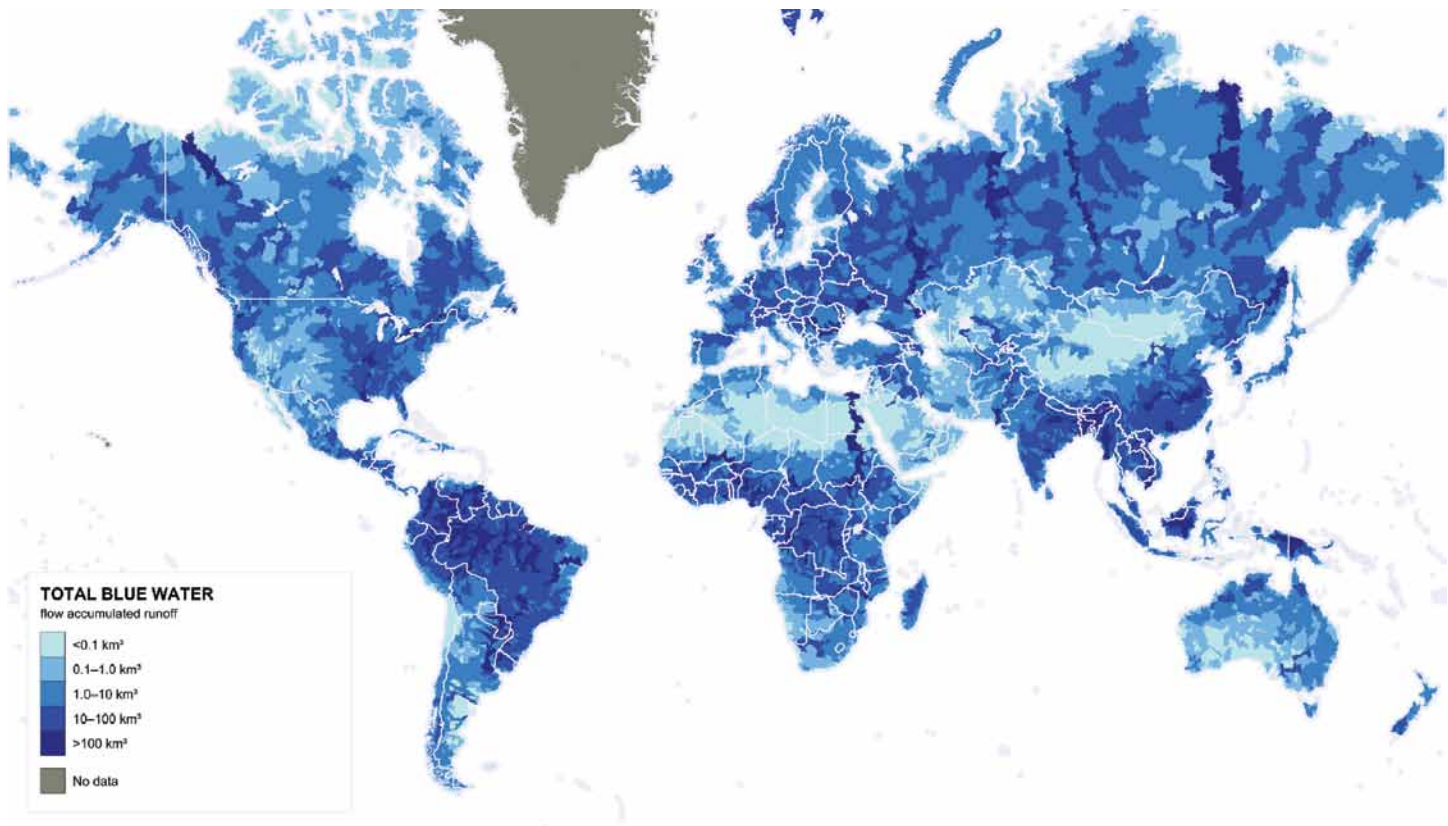 TOTAL BLUE WATER
flow accumulated runoff
<0.1 km³
0.1–1.0 km³
1.0–10 km³
10–100 km³
>100 km³
No data